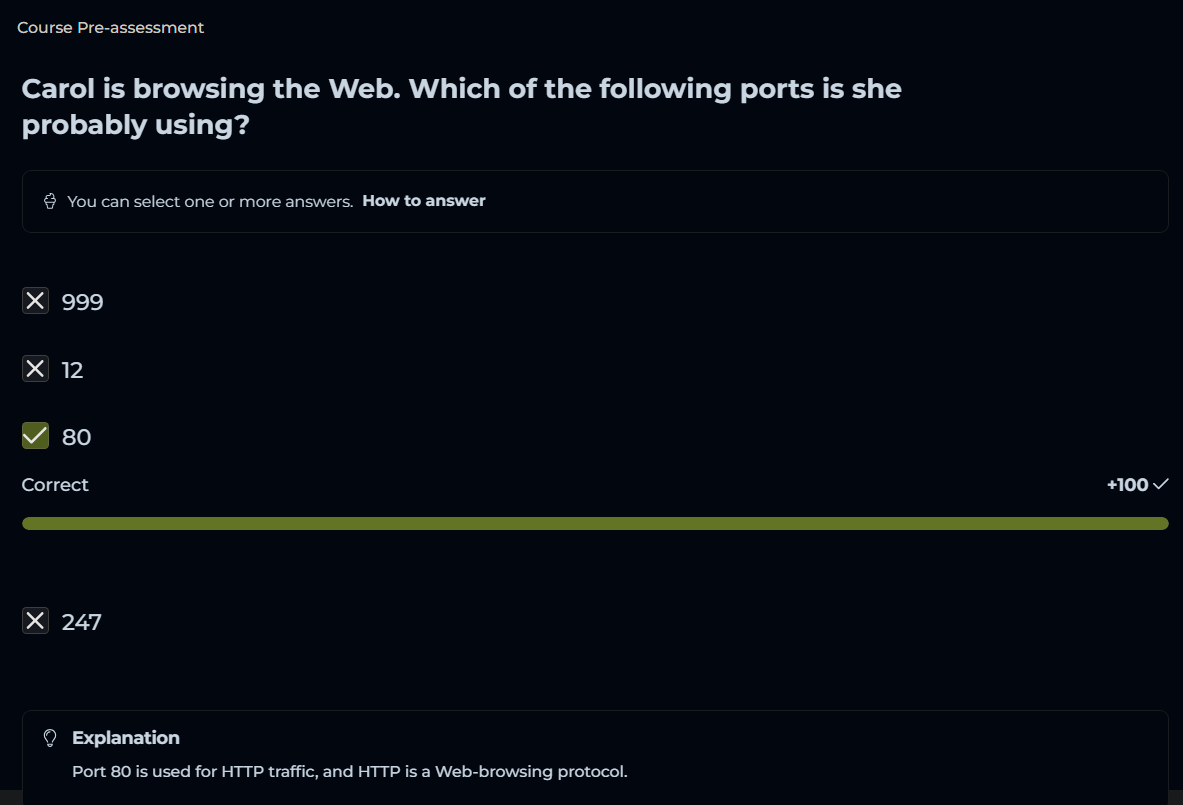 Course Pre-assessment
Carol is browsing the Web. Which of the following ports is she
probably using?
You can select one or more answers. How to answer
999
12
80
Correct
+100
247
Explanation
Port 80 is used for HTTP traffic, and HTTP is a Web-browsing protocol.